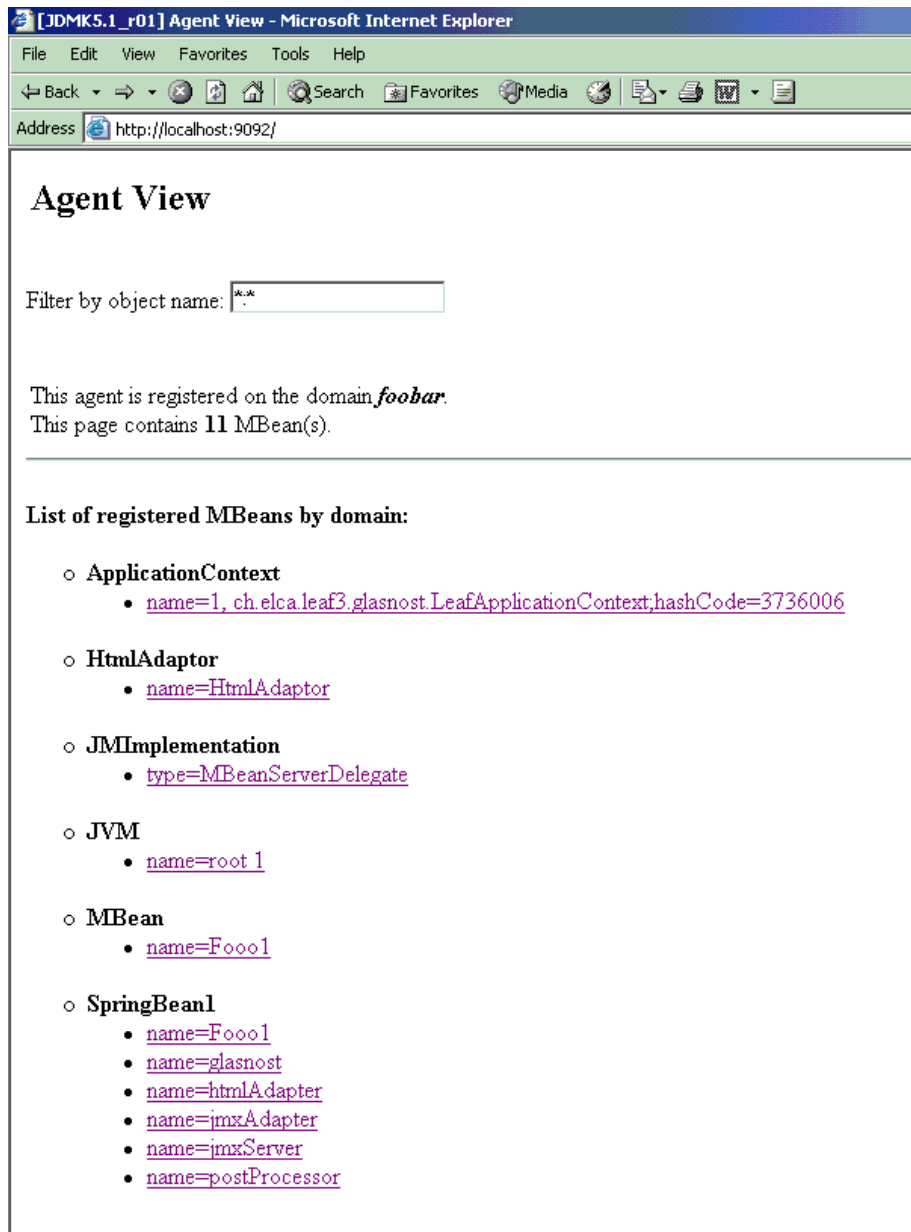 [JDMK5.1_r01] Agent View - Microsoft Internet Explorer
File Edit View Favorites Tools Help
Back Search Favorites Media
Address http://localhost:9092/
Agent View
Filter by object name: *:*
This agent is registered on the domain foobar.
This page contains 11 MBean(s).
List of registered MBeans by domain:
ApplicationContext
name=1, ch.elca.leaf3.glasnost.LeafApplicationContext;hashCode=3736006
HtmlAdaptor
name=HtmlAdaptor
JMImplementation
type=MBeanServerDelegate
JVM
name=root 1
MBean
name=Fooo1
SpringBean1
name=Fooo1
name=glasnost
name=htmlAdapter
name=jmxAdapter
name=jmxServer
name=postProcessor